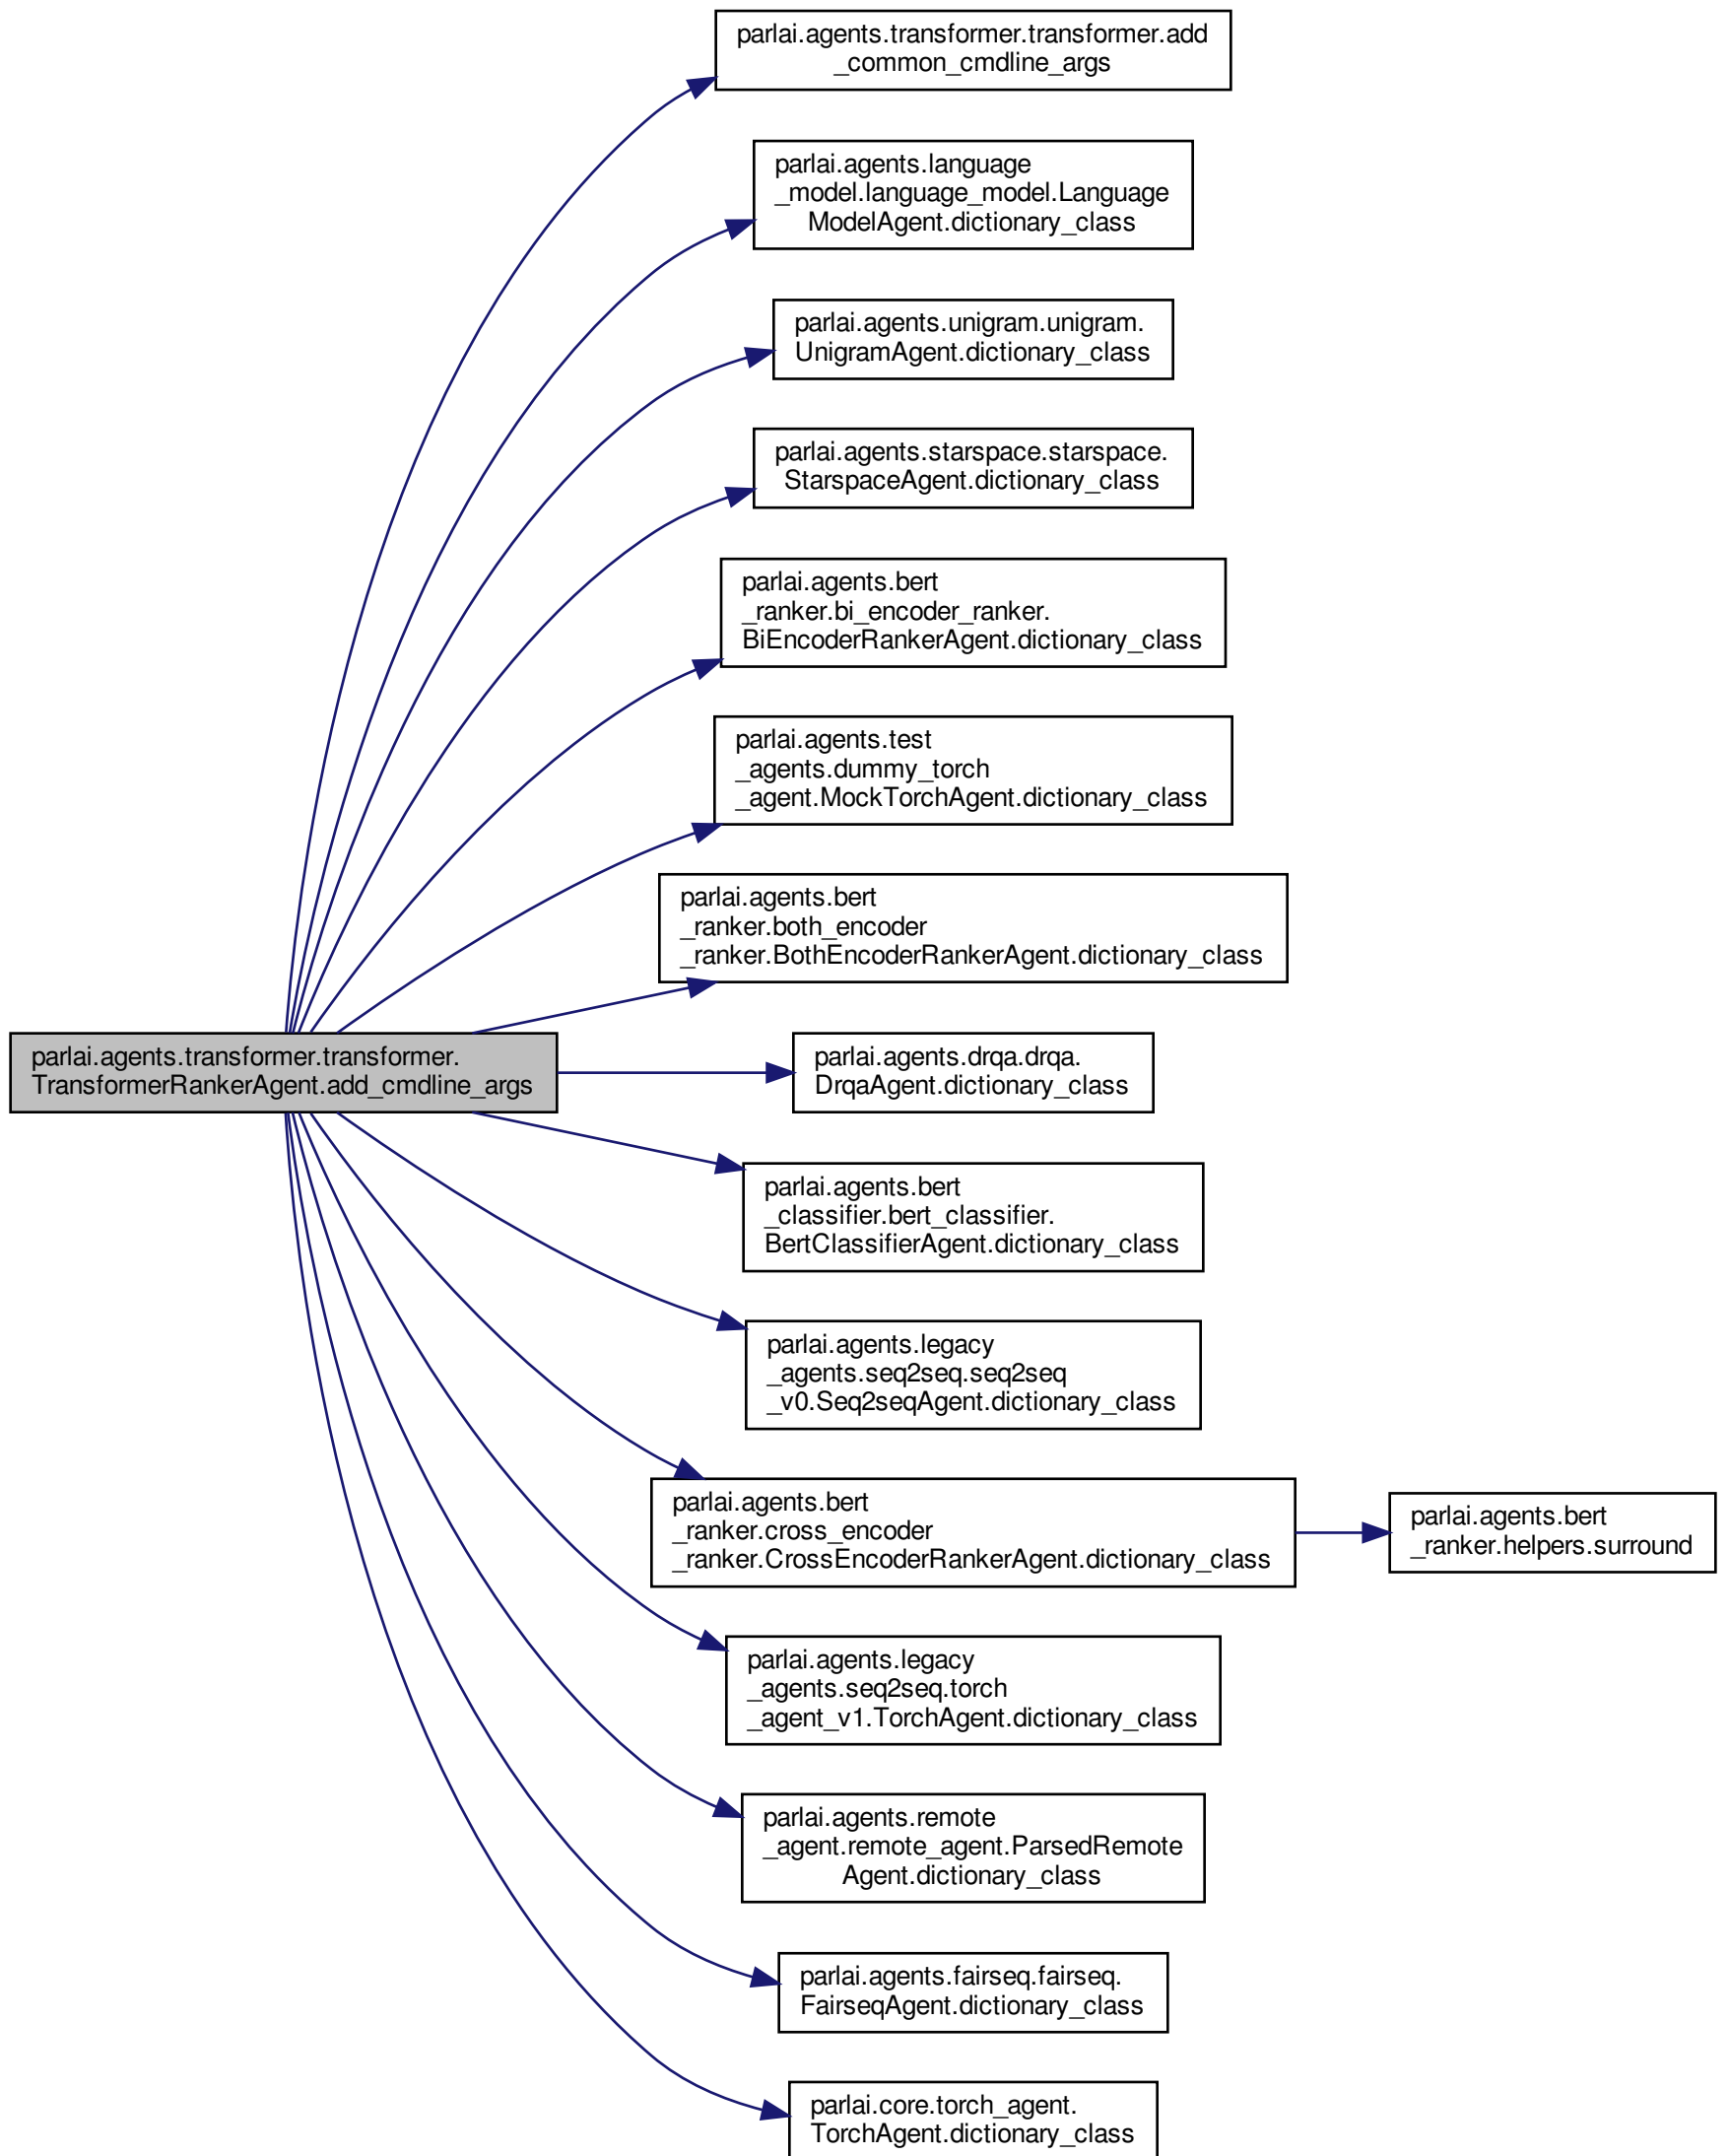 parlai.agents.transformer.transformer.add
_common_cmdline_args
parlai.agents.language
_model.language_model.Language
ModelAgent.dictionary_class
parlai.agents.unigram.unigram.
UnigramAgent.dictionary_class
parlai.agents.starspace.starspace.
StarspaceAgent.dictionary_class
parlai.agents.bert
_ranker.bi_encoder_ranker.
BiEncoderRankerAgent.dictionary_class
parlai.agents.test
_agents.dummy_torch
_agent.MockTorchAgent.dictionary_class
parlai.agents.bert
_ranker.both_encoder
_ranker.BothEncoderRankerAgent.dictionary_class
parlai.agents.transformer.transformer.
TransformerRankerAgent.add_cmdline_args
parlai.agents.drqa.drqa.
DrqaAgent.dictionary_class
parlai.agents.bert
_classifier.bert_classifier.
BertClassifierAgent.dictionary_class
parlai.agents.legacy
_agents.seq2seq.seq2seq
_v0.Seq2seqAgent.dictionary_class
parlai.agents.bert
_ranker.cross_encoder
_ranker.CrossEncoderRankerAgent.dictionary_class
parlai.agents.bert
_ranker.helpers.surround
parlai.agents.legacy
_agents.seq2seq.torch
_agent_v1.TorchAgent.dictionary_class
parlai.agents.remote
_agent.remote_agent.ParsedRemote
Agent.dictionary_class
parlai.agents.fairseq.fairseq.
FairseqAgent.dictionary_class
parlai.core.torch_agent.
TorchAgent.dictionary_class